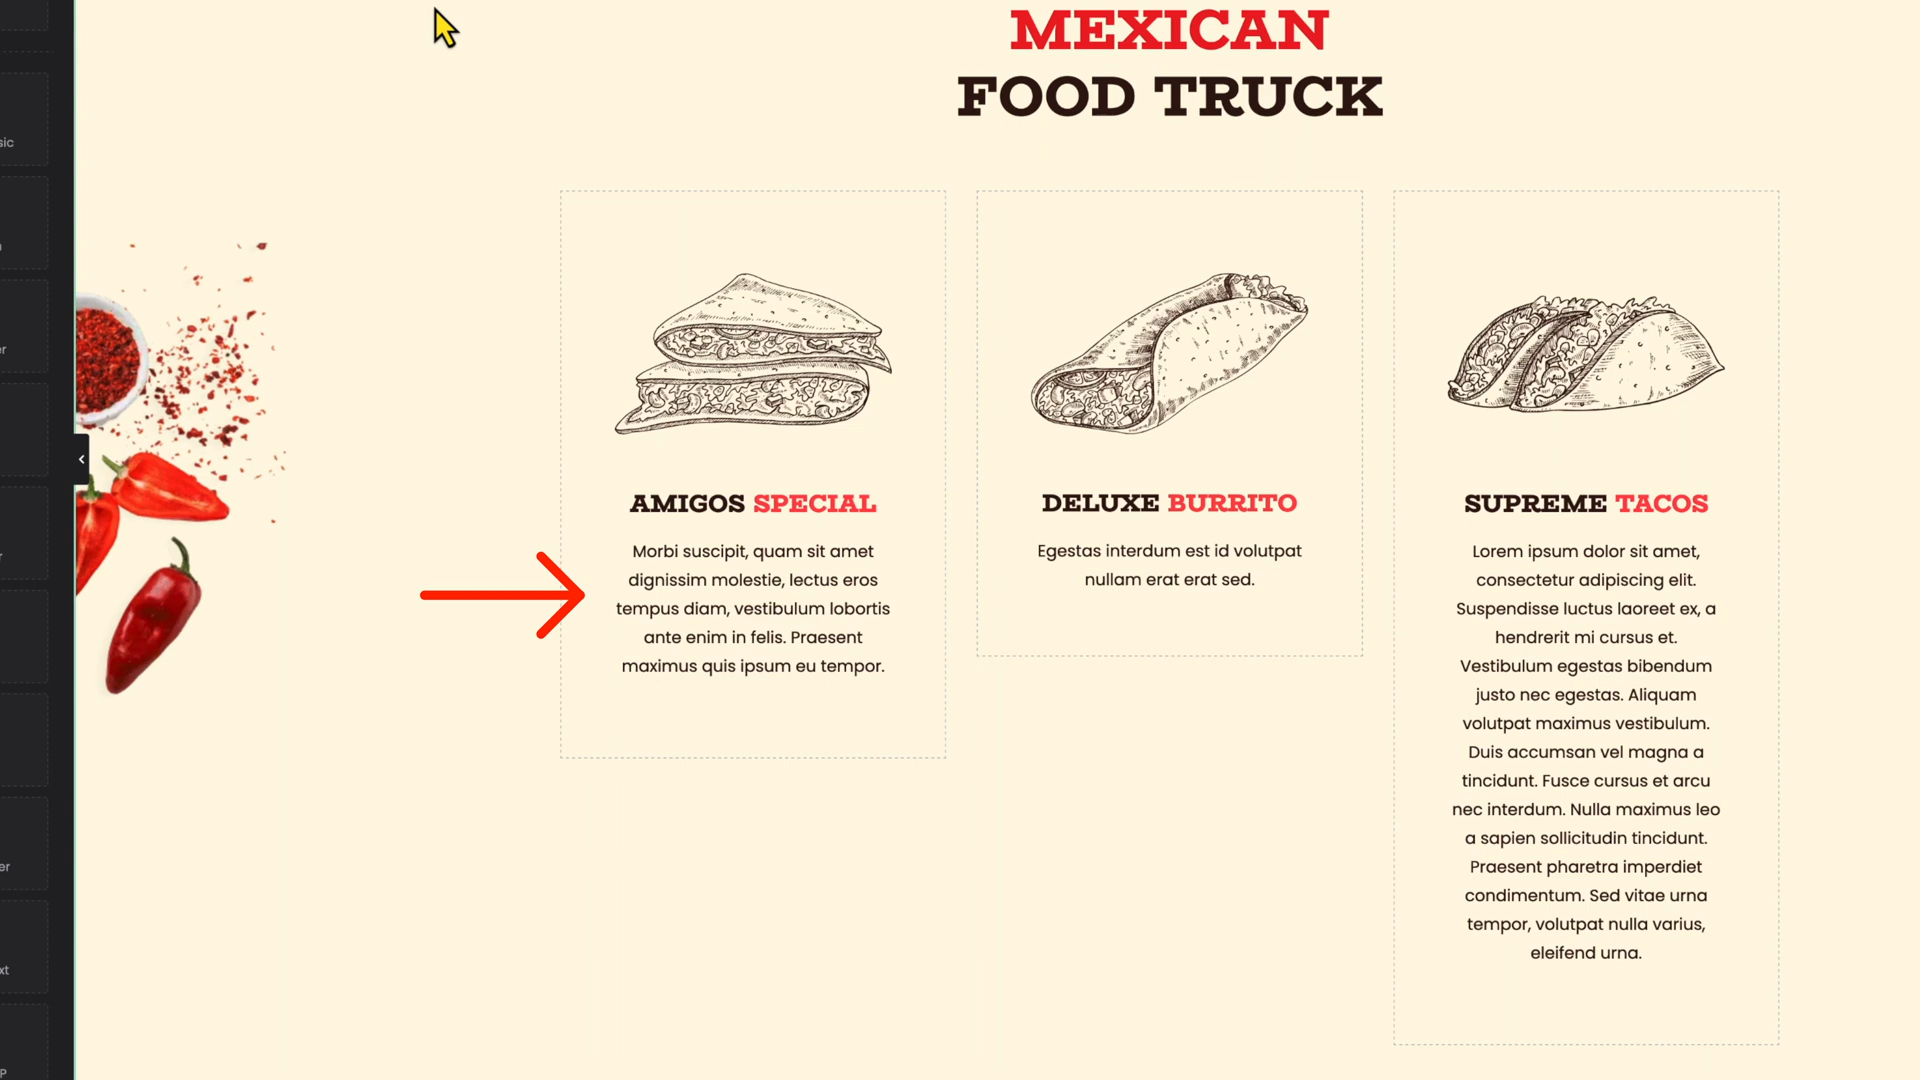 MEXICAN
FOOD TRUCK
AMIGOS SPECIAL
Morbi suscipit, quam sit amet
dignissim molestie, lectus eros
tempus diam, vestibulum lobortis
ante enim in felis. Praesent
maximus quis ipsum eu tempor.
DELUXE BURRITO
Egestas interdum est id volutpat
nullam erat erat sed.
SUPREME TACOS
Lorem ipsum dolor sit amet,
consectetur adipiscing elit.
Suspendisse luctus laoreet ex, a
hendrerit mi cursus et.
Vestibulum egestas bibendum
justo nec egestas. Aliquam
volutpat maximus vestibulum.
Duis accumsan vel magna a
tincidunt. Fusce cursus et arcu
nec interdum. Nulla maximus leo
a sapien sollicitudin tincidunt.
Praesent pharetra imperdiet
condimentum. Sed vitae urna
tempor, volutpat nulla varius,
eleifend urna.